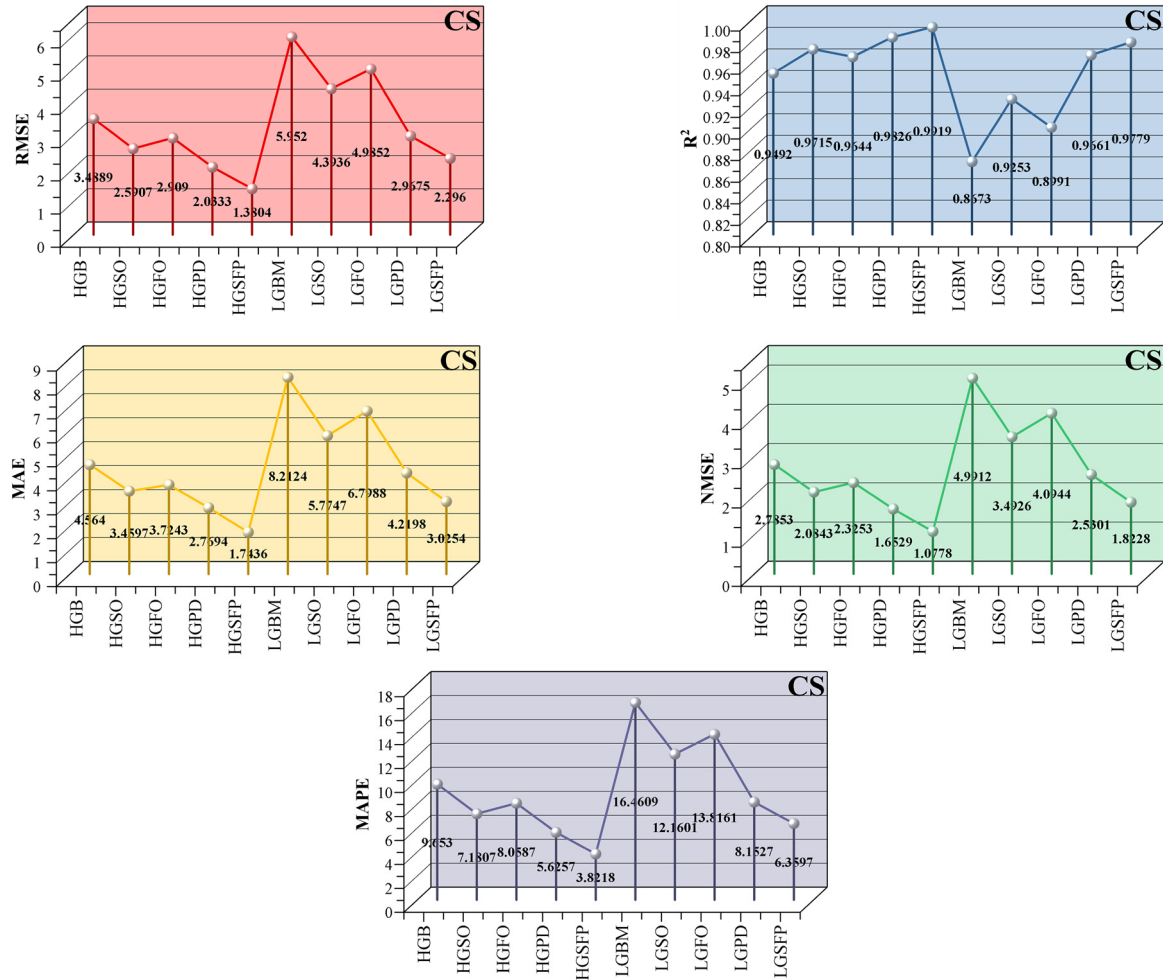 CS
RMSE
6
5
4
3
2
1
0
3.4889
2.5907
2.909
2.0333
1.3804
5.952
4.3936
4.9852
2.9675
2.296
HGB
HGSO
HGFO
HGPD
HGSFP
LGBM
LGSO
LGFO
LGPD
LGSFP
CS
R²
1.00
0.98
0.96
0.94
0.92
0.90
0.88
0.86
0.84
0.82
0.80
0.9492
0.9715
0.9644
0.9826
0.9919
0.8673
0.9253
0.8991
0.9661
0.9779
HGB
HGSO
HGFO
HGPD
HGSFP
LGBM
LGSO
LGFO
LGPD
LGSFP
CS
MAE
9
8
7
6
5
4
3
2
1
0
4.564
3.4597
3.7243
2.7694
1.7436
8.2124
5.7747
6.7988
4.2198
3.0254
HGB
HGSO
HGFO
HGPD
HGSFP
LGBM
LGSO
LGFO
LGPD
LGSFP
CS
NMSE
5
4
3
2
1
0
2.7853
2.0843
2.3253
1.6529
1.0778
4.9912
3.4926
4.0944
2.5301
1.8228
HGB
HGSO
HGFO
HGPD
HGSFP
LGBM
LGSO
LGFO
LGPD
LGSFP
CS
MAPE
18
16
14
12
10
8
6
4
2
0
9.653
7.1807
8.0587
5.6257
3.8218
16.4609
12.1601
13.8161
8.1527
6.3597
HGB
HGSO
HGFO
HGPD
HGSFP
LGBM
LGSO
LGFO
LGPD
LGSFP